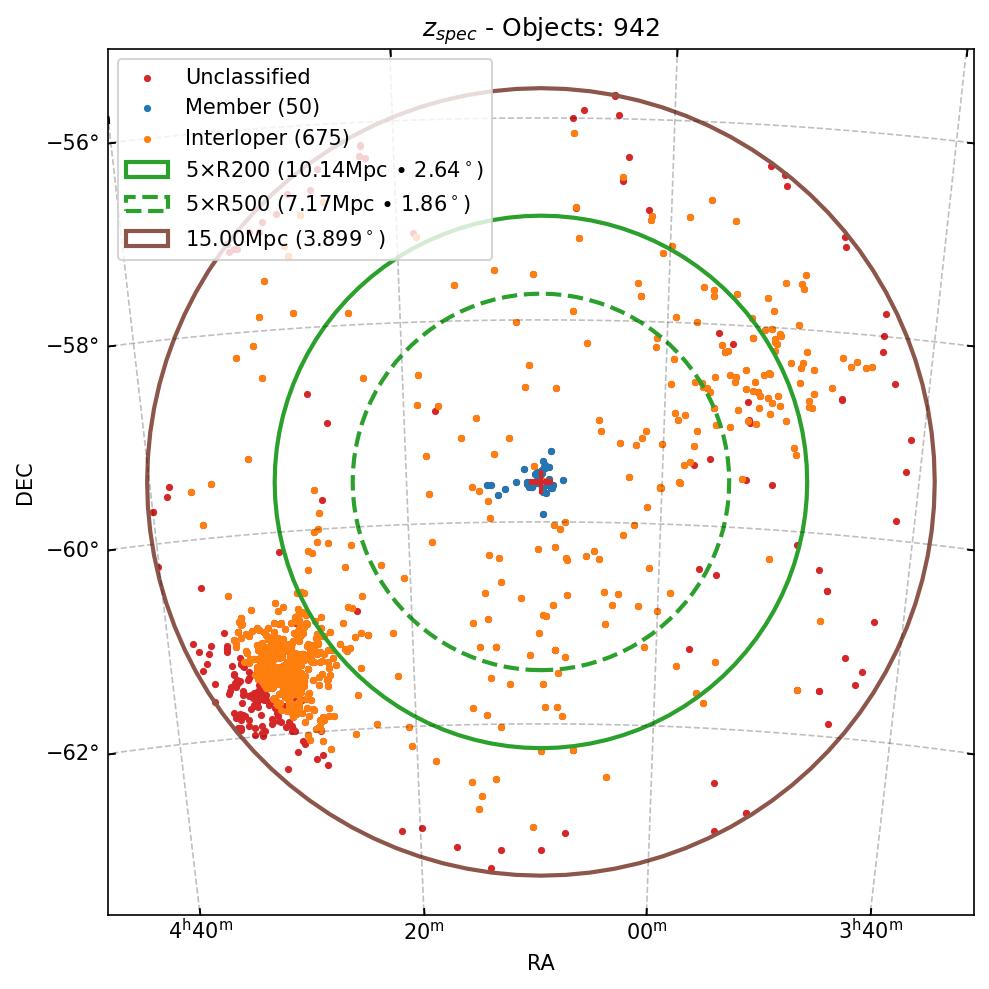 z_spec - Objects: 942
Unclassified
Member (50)
Interloper (675)
5×R200 (10.14Mpc • 2.64°)
5×R500 (7.17Mpc • 1.86°)
15.00Mpc (3.899°)
−56°
−58°
−60°
−62°
DEC
4h40m 20m 00m 3h40m
RA